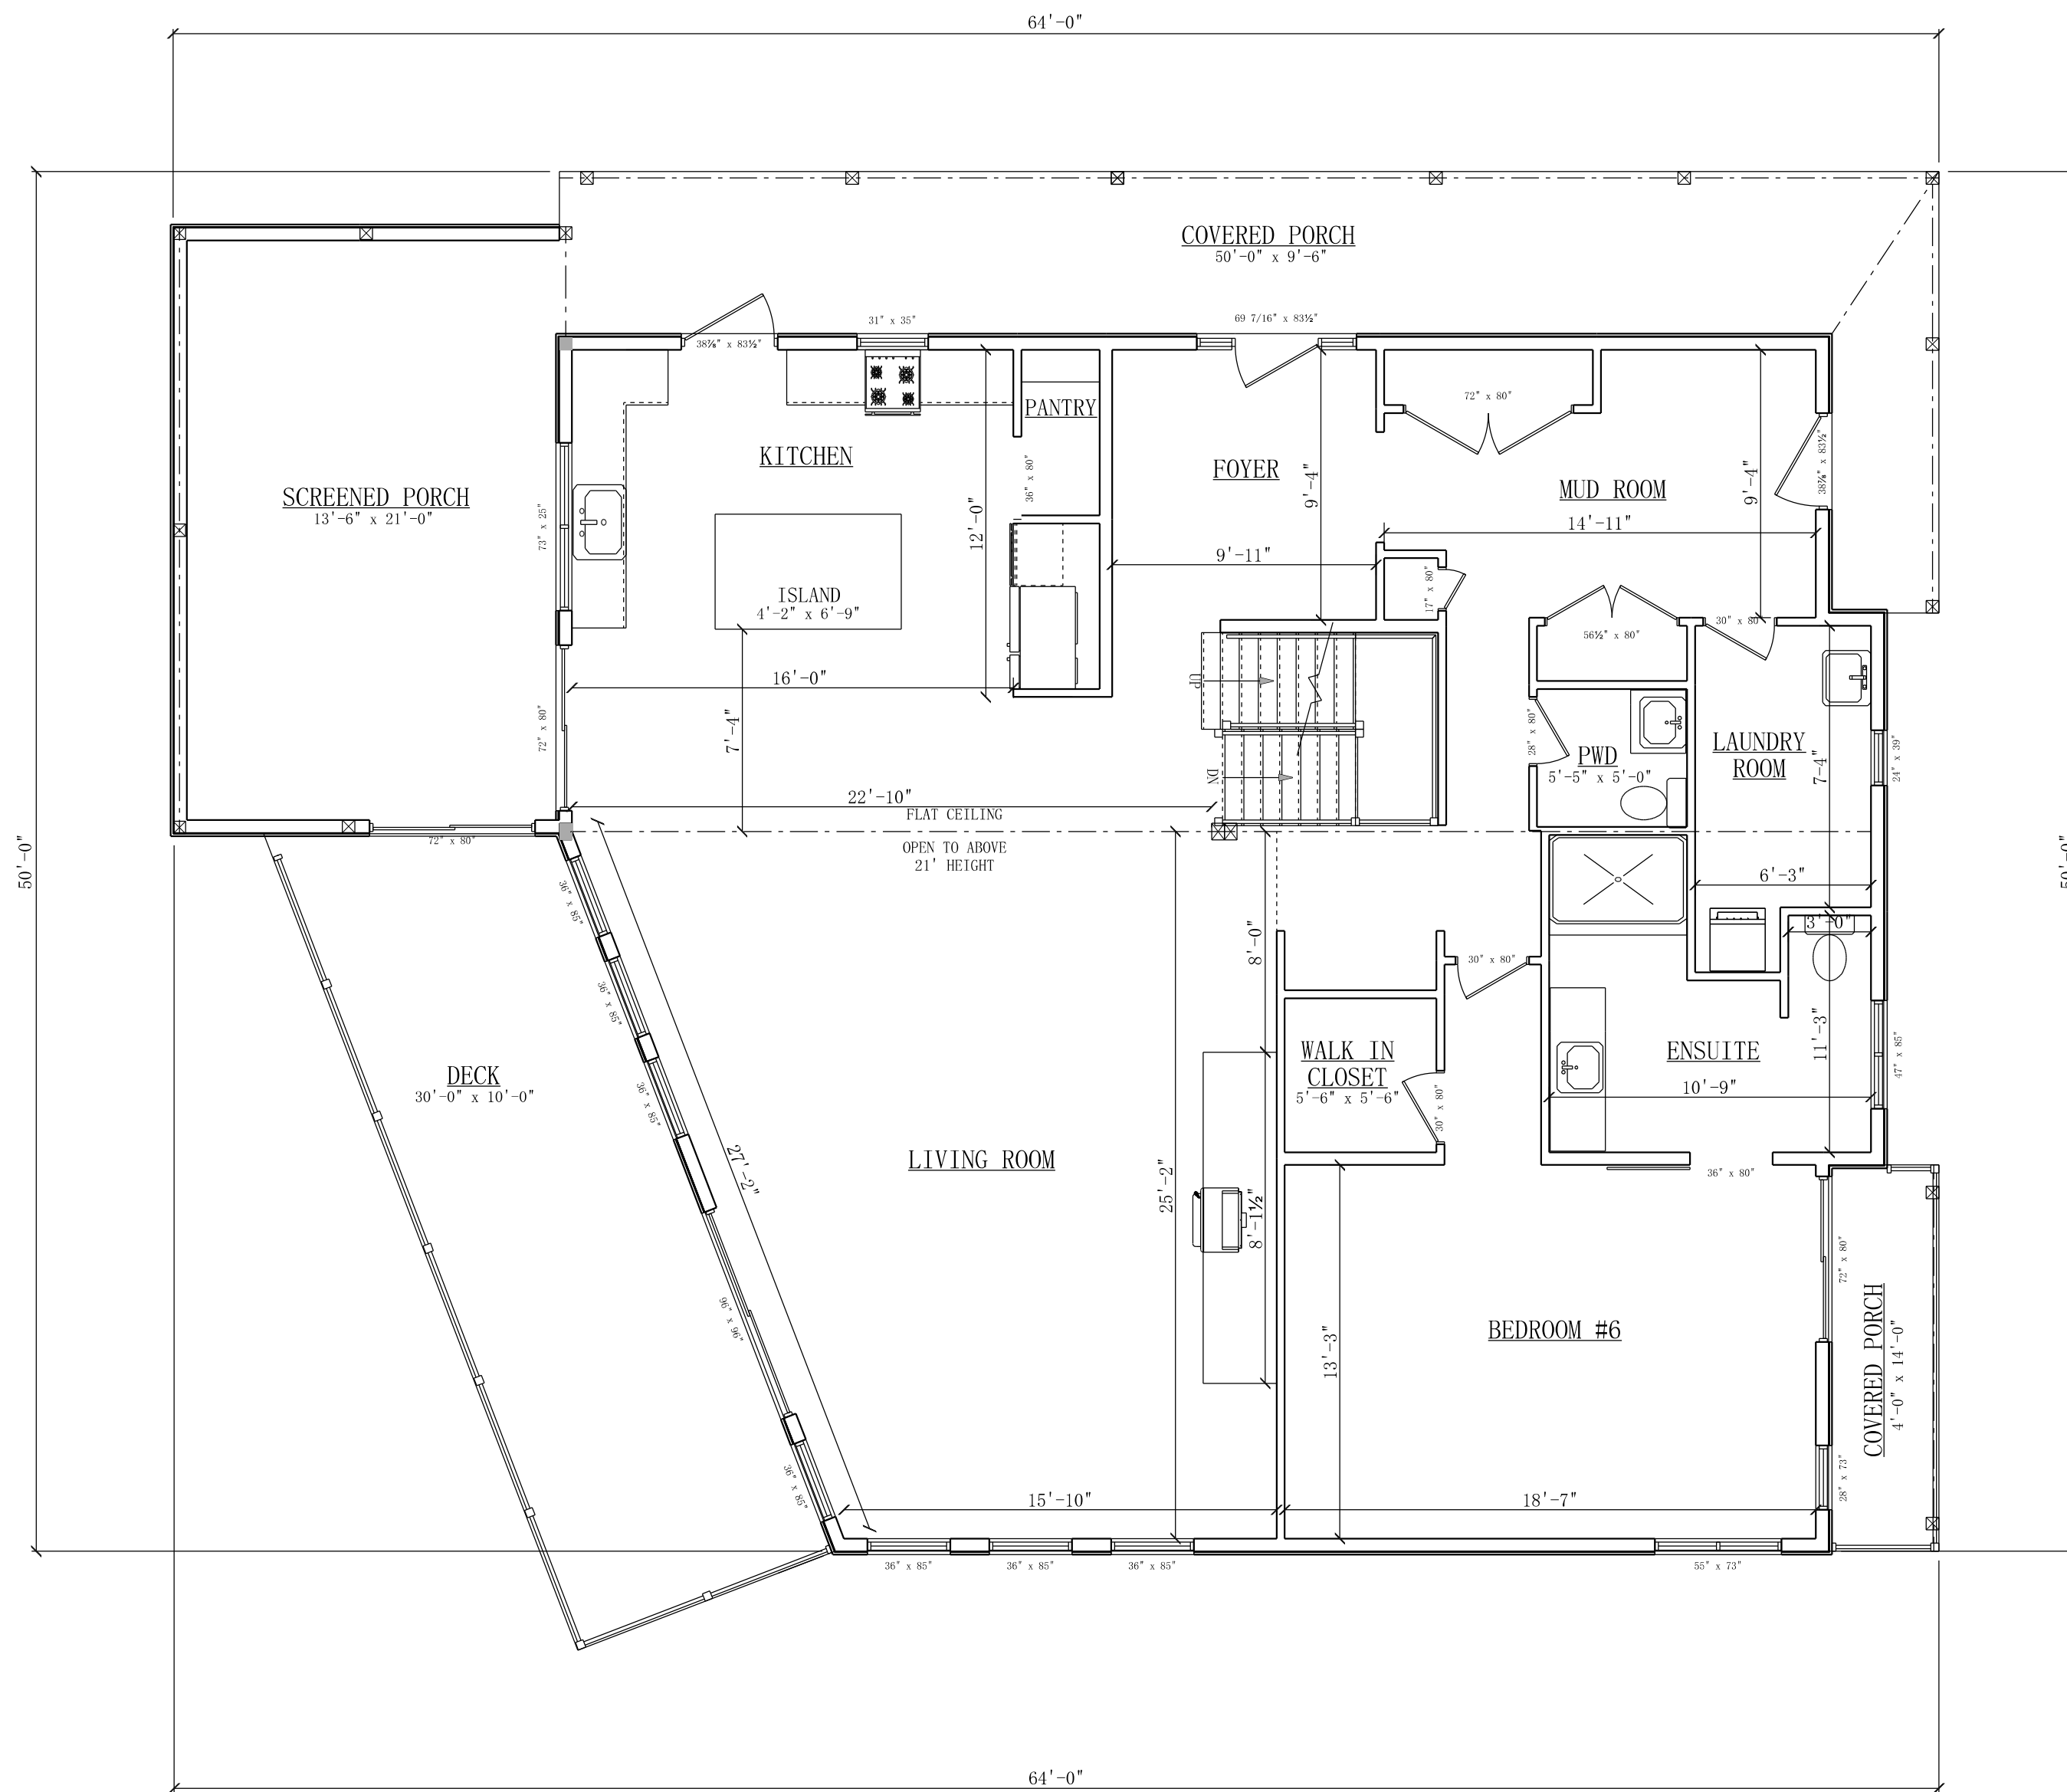 64'-0"
COVERED PORCH
50'-0" x 9'-6"
31" x 35"
69 7/16" x 83½"
38⅞" x 83½"
72" x 80"
PANTRY
KITCHEN
FOYER
9'-4"
9'-4"
38⅞" x 83½"
36" x 80"
MUD ROOM
SCREENED PORCH
13'-6" x 21'-0"
73" x 25"
12'-0"
14'-11"
9'-11"
17" x 80"
ISLAND
4'-2" x 6'-9"
56½" x 80"
30" x 80"
16'-0"
UP
7'-4"
72" x 80"
28" x 80"
PWD
5'-5" x 5'-0"
LAUNDRY
ROOM
7-4"
24" x 39"
DN
22'-10"
FLAT CEILING
OPEN TO ABOVE
21' HEIGHT
72" x 80"
50'-0"
50'-0"
36" x 85"
6'-3"
3'-0"
8'-0"
30" x 80"
36" x 85"
11'-3"
47" x 85"
WALK IN
CLOSET
5'-6" x 5'-6"
30" x 80"
ENSUITE
10'-9"
DECK
30'-0" x 10'-0"
36" x 85"
27'-2"
LIVING ROOM
25'-2"
8'-1½"
36" x 80"
72" x 80"
96" x 96"
13'-3"
BEDROOM #6
COVERED PORCH
4'-0" x 14'-0"
28" x 73"
36" x 85"
15'-10"
18'-7"
36" x 85"
36" x 85"
36" x 85"
55" x 73"
64'-0"